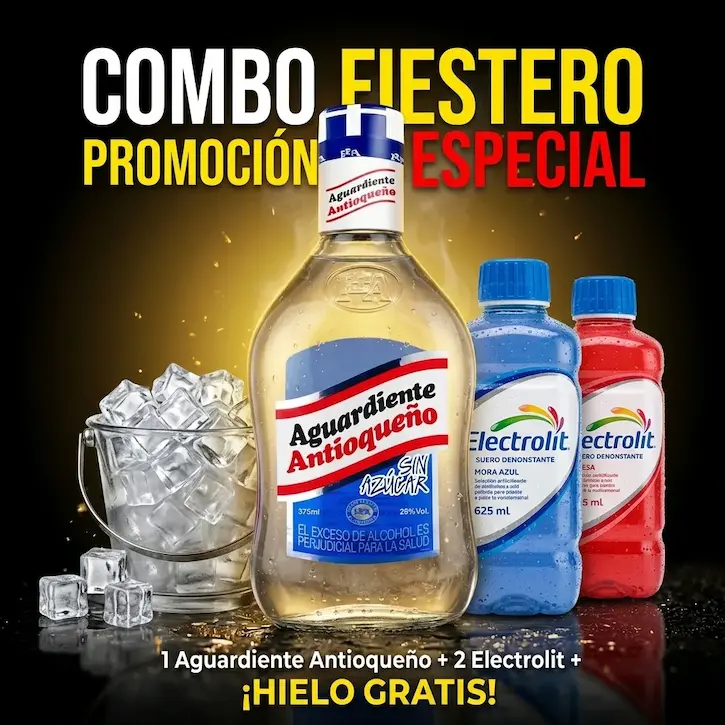 COMBO FIESTERO
PROMOCIÓN ESPECIAL
Aguardiente
Antioqueño
Aguardiente
Antioqueño
SIN
AZÚCAR
375ml
29%Vol.
EL EXCESO DE ALCOHOL ES
PERJUDICIAL PARA LA SALUD
Electrolit
SUERO DENONSTANTE
MORA AZUL
625 ml
ectrolit
SUERO DENONSTANTE
ESA
5 ml
1 Aguardiente Antioqueño + 2 Electrolit +
¡HIELO GRATIS!